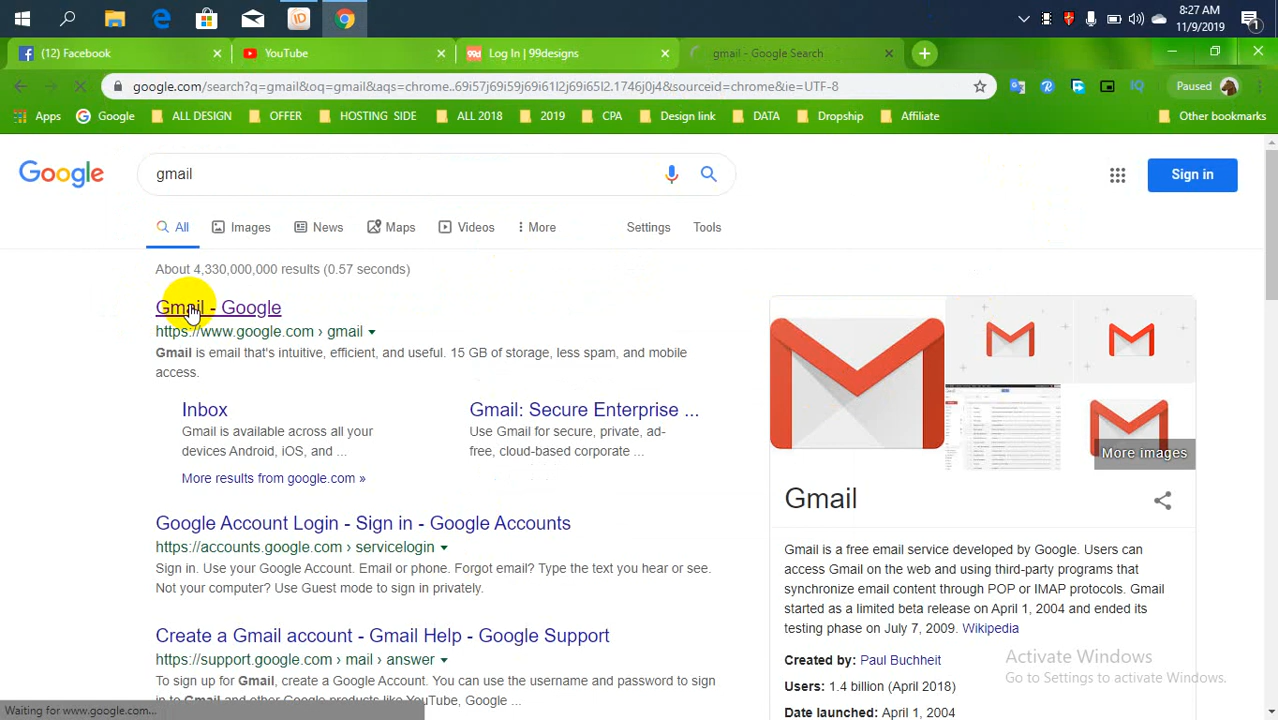 8:27 AM
11/9/2019
(12) Facebook
YouTube
Log In | 99designs
gmail - Google Search
google.com/search?q=gmail&oq=gmail&aqs=chrome..69i57j69i59j69i61l2j69i65l2.1746j0j4&sourceid=chrome&ie=UTF-8
Paused
Apps
Google
ALL DESIGN
OFFER
HOSTING SIDE
ALL 2018
2019
CPA
Design link
DATA
Dropship
Affiliate
Other bookmarks
Google
gmail
Sign in
All
Images
News
Maps
Videos
More
Settings
Tools
About 4,330,000,000 results (0.57 seconds)
Gmail - Google
https://www.google.com › gmail
Gmail is email that's intuitive, efficient, and useful. 15 GB of storage, less spam, and mobile
access.
Inbox
Gmail is available across all your
devices Android, iOS, and ...
More results from google.com »
Gmail: Secure Enterprise ...
Use Gmail for secure, private, ad-
free, cloud-based corporate ...
Google Account Login - Sign in - Google Accounts
https://accounts.google.com › servicelogin
Sign in. Use your Google Account. Email or phone. Forgot email? Type the text you hear or see.
Not your computer? Use Guest mode to sign in privately.
Create a Gmail account - Gmail Help - Google Support
https://support.google.com › mail › answer
To sign up for Gmail, create a Google Account. You can use the username and password to sign
in to Gmail and other Google products like YouTube, Google ...
Waiting for www.google.com...
More images
Gmail
Gmail is a free email service developed by Google. Users can
access Gmail on the web and using third-party programs that
synchronize email content through POP or IMAP protocols. Gmail
started as a limited beta release on April 1, 2004 and ended its
testing phase on July 7, 2009. Wikipedia
Created by: Paul Buchheit
Users: 1.4 billion (April 2018)
Date launched: April 1, 2004
Activate Windows
Go to Settings to activate Windows.